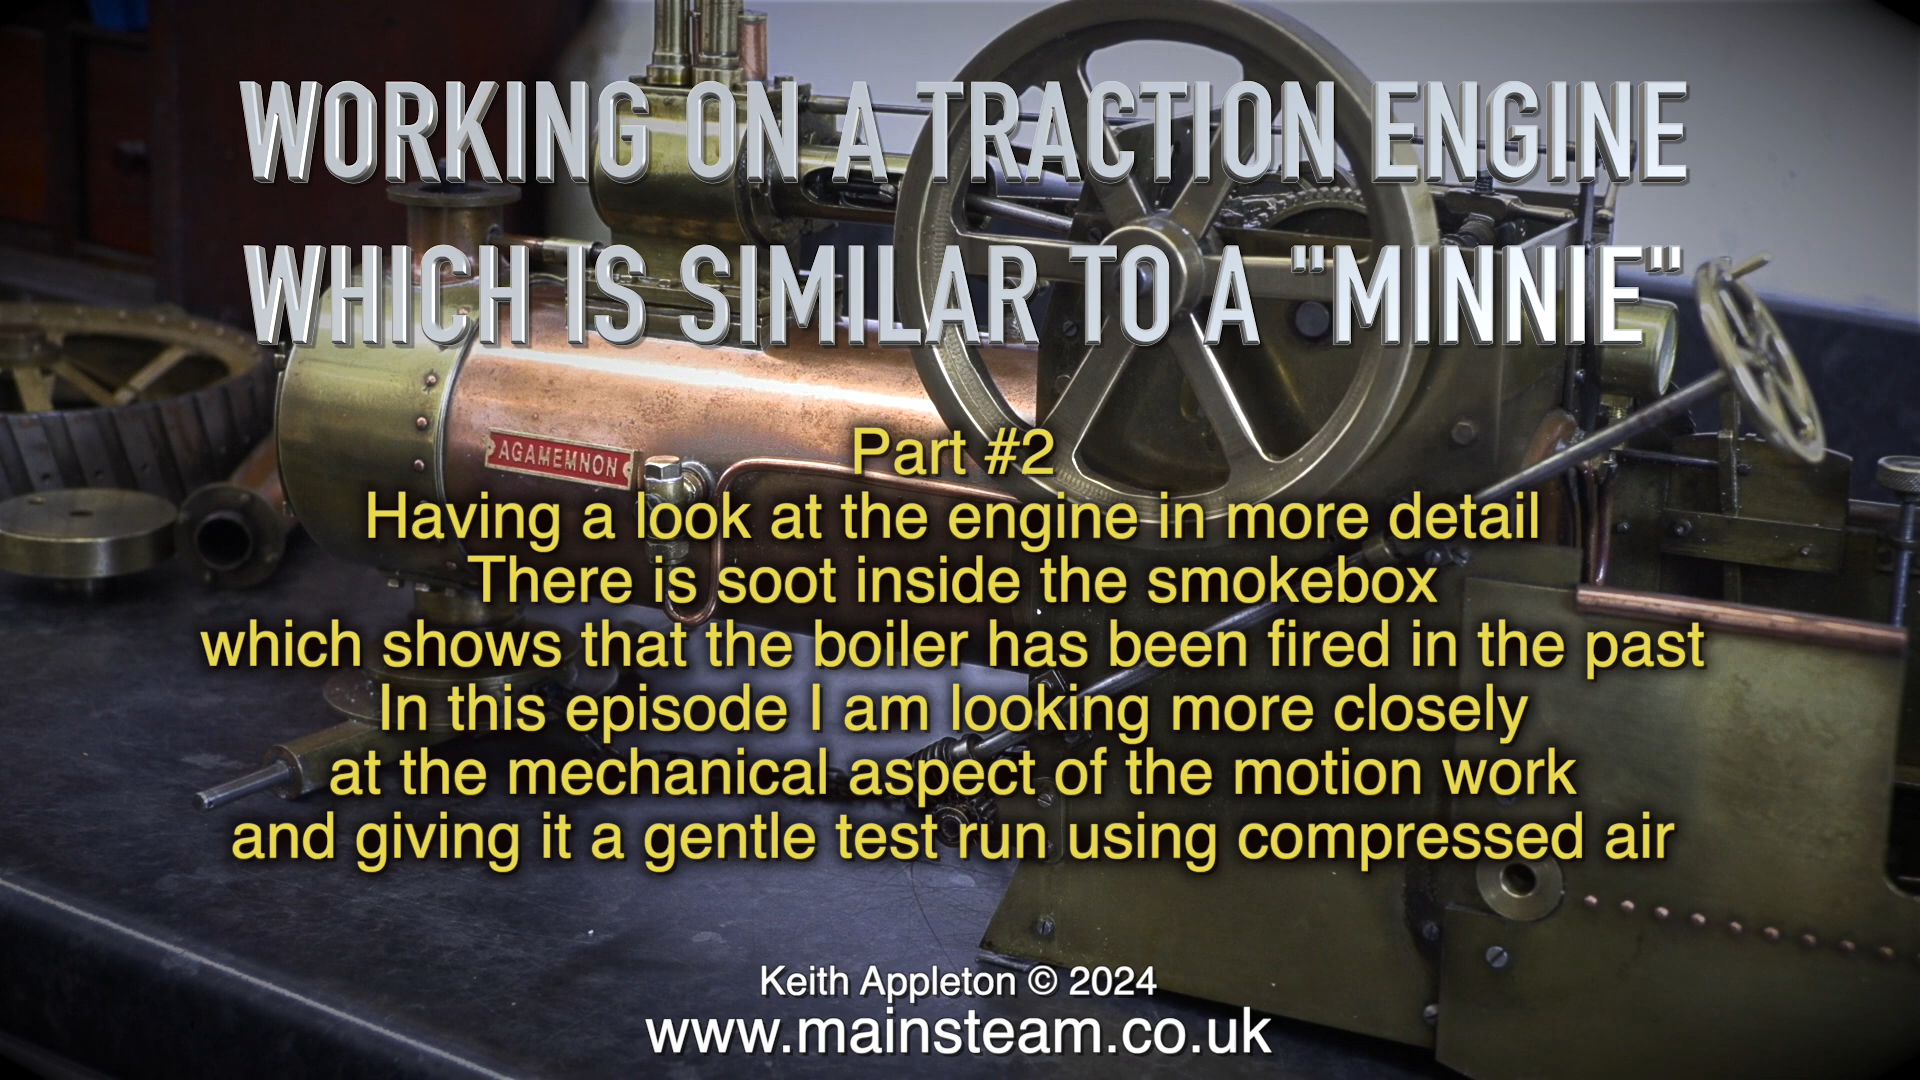 WORKING ON A TRACTION ENGINE
WHICH IS SIMILAR TO A "MINNIE"
AGAMEMNON
Part #2
Having a look at the engine in more detail
There is soot inside the smokebox
which shows that the boiler has been fired in the past
In this episode I am looking more closely
at the mechanical aspect of the motion work
and giving it a gentle test run using compressed air
Keith Appleton © 2024
www.mainsteam.co.uk